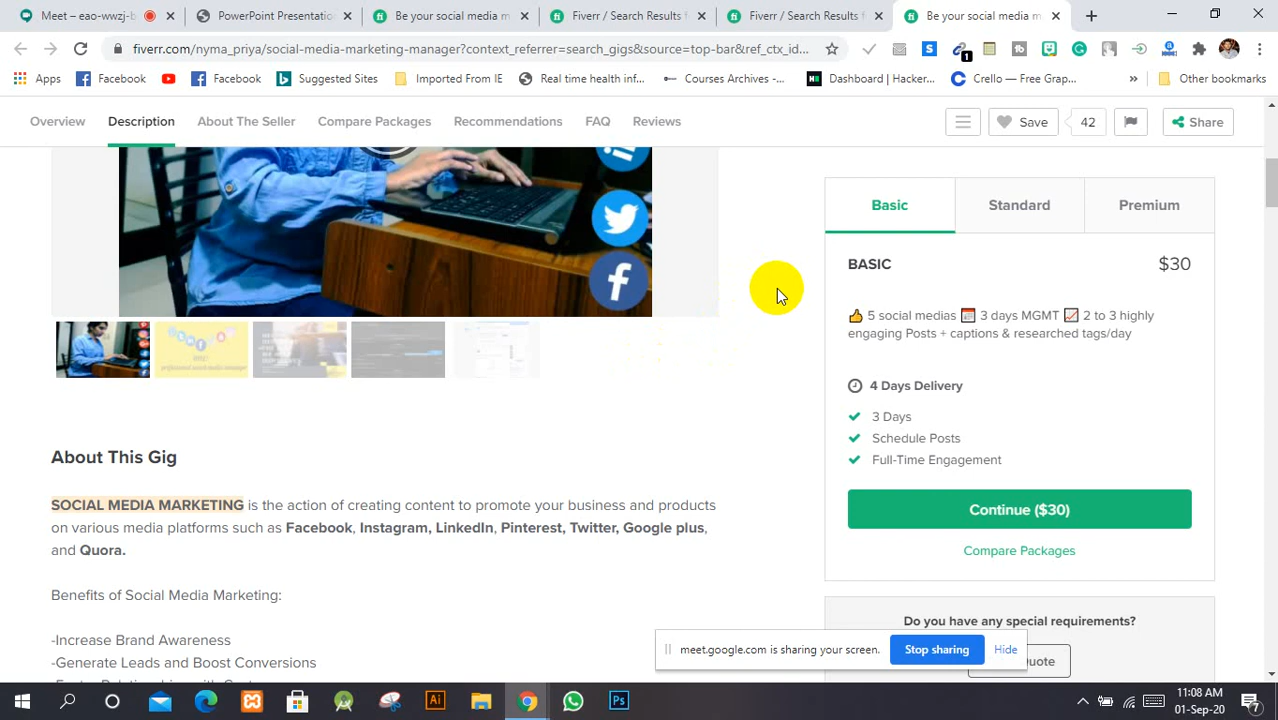 Meet – eao-wwzj-b
PowerPoint Presentatio
Be your social media m
Fiverr / Search Results f
Fiverr / Search Results f
Be your social media m
fiverr.com/nyma_priya/social-media-marketing-manager?context_referrer=search_gigs&source=top-bar&ref_ctx_id...
1
Apps
Facebook
Facebook
Suggested Sites
Imported From IE
Real time health inf...
Courses Archives -...
Dashboard | Hacker...
Crello — Free Grap...
»
Other bookmarks
Overview
Description
About The Seller
Compare Packages
Recommendations
FAQ
Reviews
Save
42
Share
Basic
Standard
Premium
BASIC
$30
👍 5 social medias 📅 3 days MGMT 📈 2 to 3 highly
engaging Posts + captions & researched tags/day
4 Days Delivery
3 Days
Schedule Posts
Full-Time Engagement
Continue ($30)
Compare Packages
Do you have any special requirements?
uote
About This Gig
SOCIAL MEDIA MARKETING is the action of creating content to promote your business and products
on various media platforms such as Facebook, Instagram, LinkedIn, Pinterest, Twitter, Google plus,
and Quora.
Benefits of Social Media Marketing:
-Increase Brand Awareness
-Generate Leads and Boost Conversions
meet.google.com is sharing your screen.
Stop sharing
Hide
11:08 AM
01-Sep-20
7